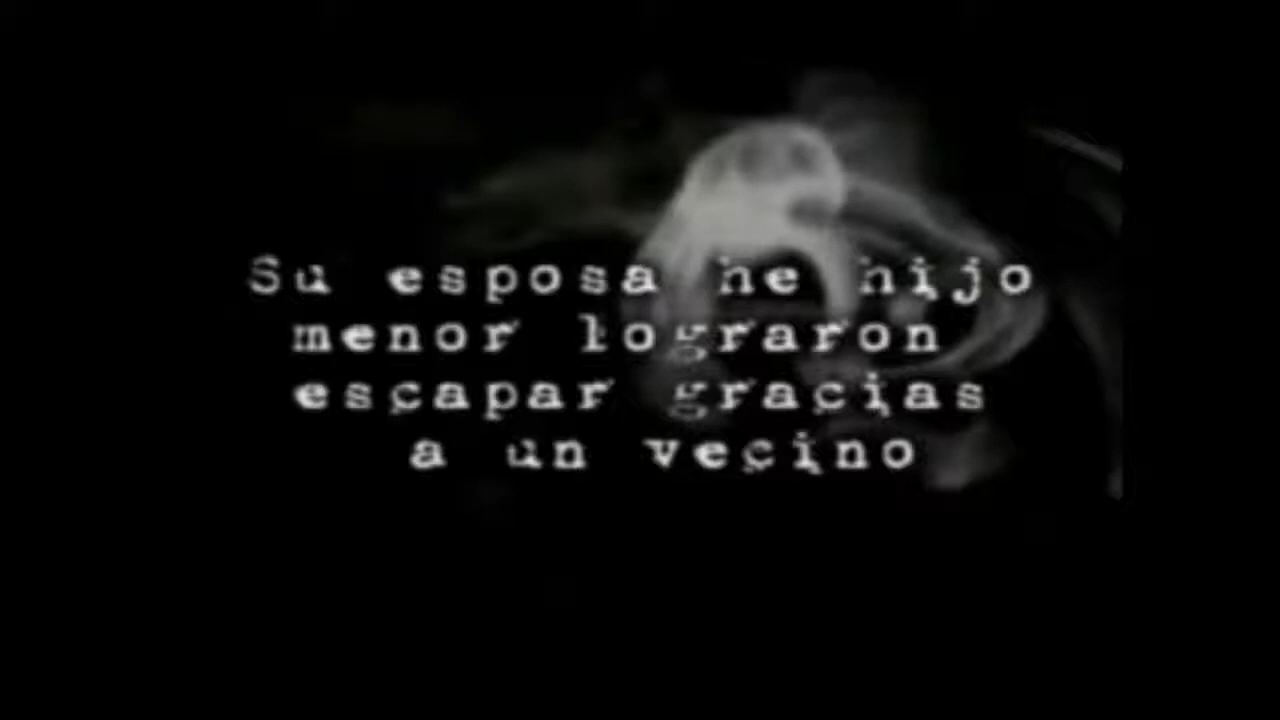 Su esposa he hijo
menor lograron
escapar gracias
a un vecino